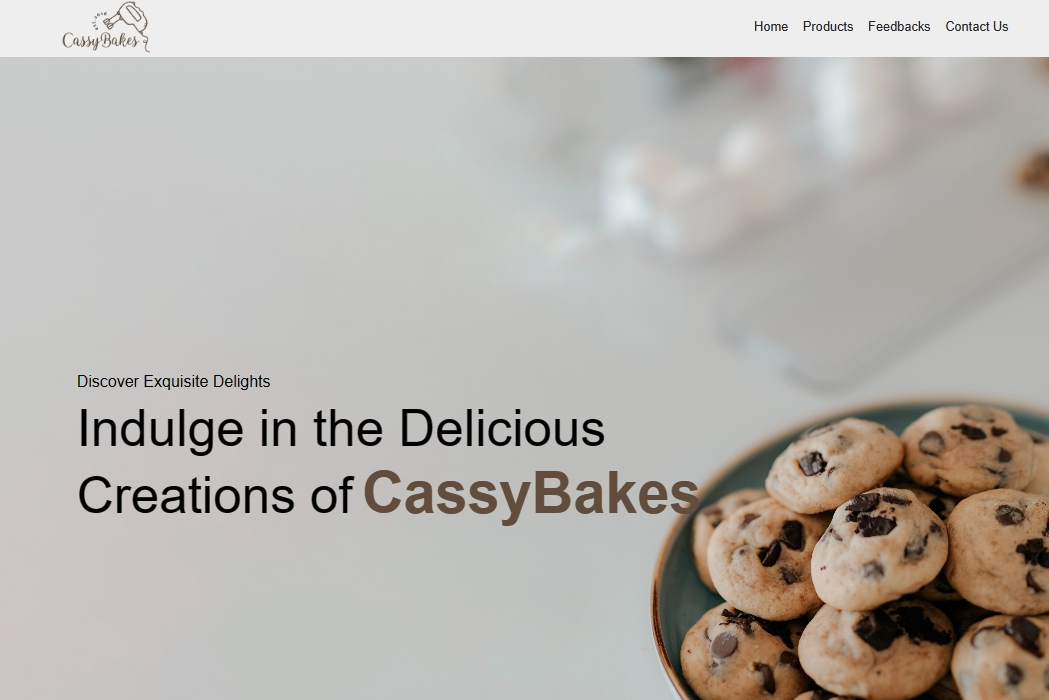 CassyBakes
Home Products Feedbacks Contact Us
Discover Exquisite Delights
Indulge in the Delicious
Creations of CassyBakes